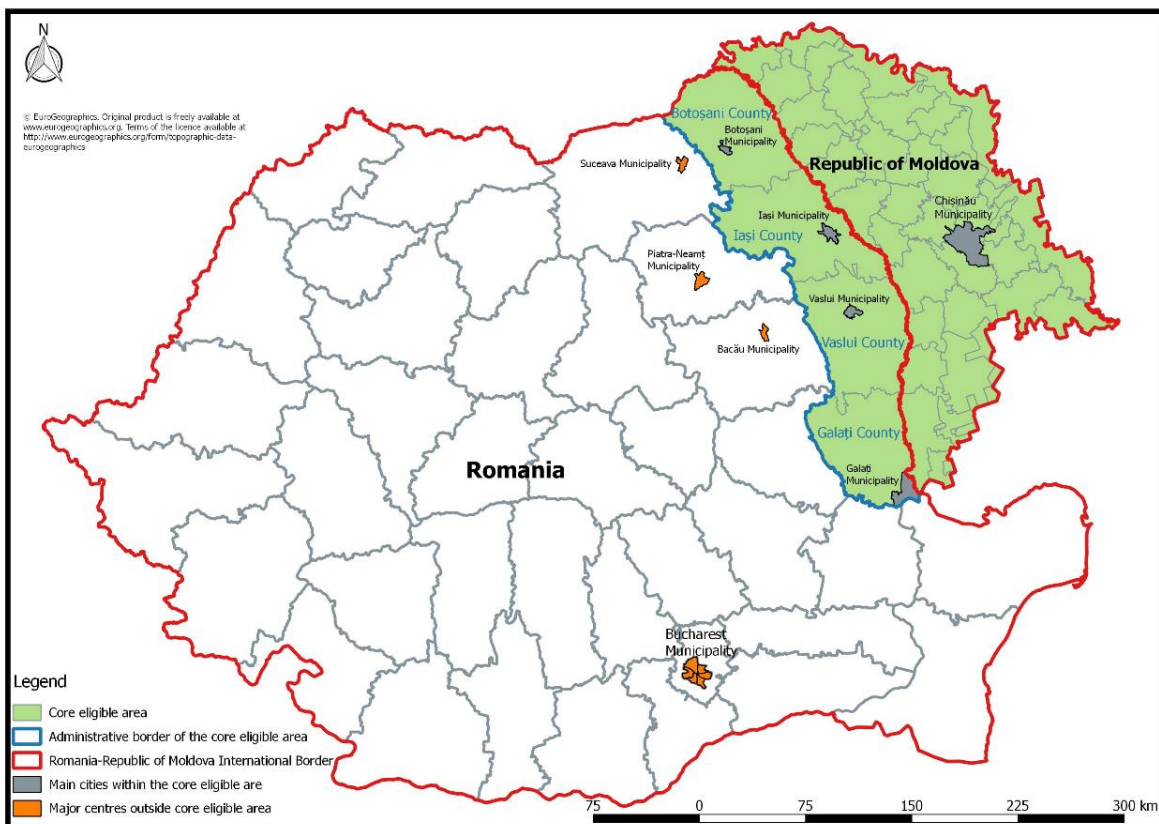 N
© EuroGeographics. Original product is freely available at
www.eurogeographics.org. Terms of the licence available at
http://www.eurogeographics.org/form/topographic-data-
eurogeographics
Botoșani County
Botoșani
Municipality
Suceava Municipality
Republic of Moldova
Chișinău
Municipality
Iași Municipality
Iași County
Piatra-Neamț
Municipality
Vaslui Municipality
Vaslui County
Bacău Municipality
Galați County
Galați
Municipality
Romania
Bucharest
Municipality
Legend
Core eligible area
Administrative border of the core eligible area
Romania-Republic of Moldova International Border
Main cities within the core eligible are
Major centres outside core eligible area
75 0 75 150 225 300 km